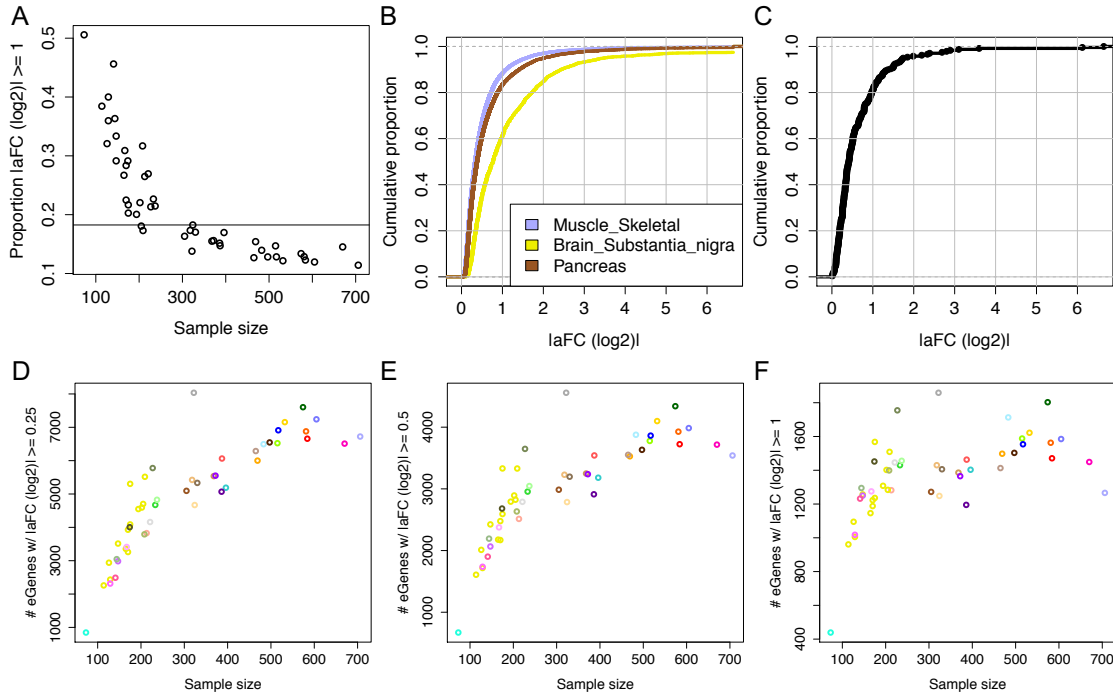 A
Proportion |aFC (log2)| >= 1
0.1 0.2 0.3 0.4 0.5
100 300 500 700
Sample size
B
Cumulative proportion
0.0 0.2 0.4 0.6 0.8 1.0
Muscle_Skeletal
Brain_Substantia_nigra
Pancreas
0 1 2 3 4 5 6
|aFC (log2)|
C
Cumulative proportion
0.0 0.2 0.4 0.6 0.8 1.0
0 1 2 3 4 5 6
|aFC (log2)|
D
# eGenes w/ |aFC (log2)| >= 0.25
1000 3000 5000 7000
100 200 300 400 500 600 700
Sample size
E
# eGenes w/ |aFC (log2)| >= 0.5
1000 2000 3000 4000
100 200 300 400 500 600 700
Sample size
F
# eGenes w/ |aFC (log2)| >= 1
400 800 1200 1600
100 200 300 400 500 600 700
Sample size